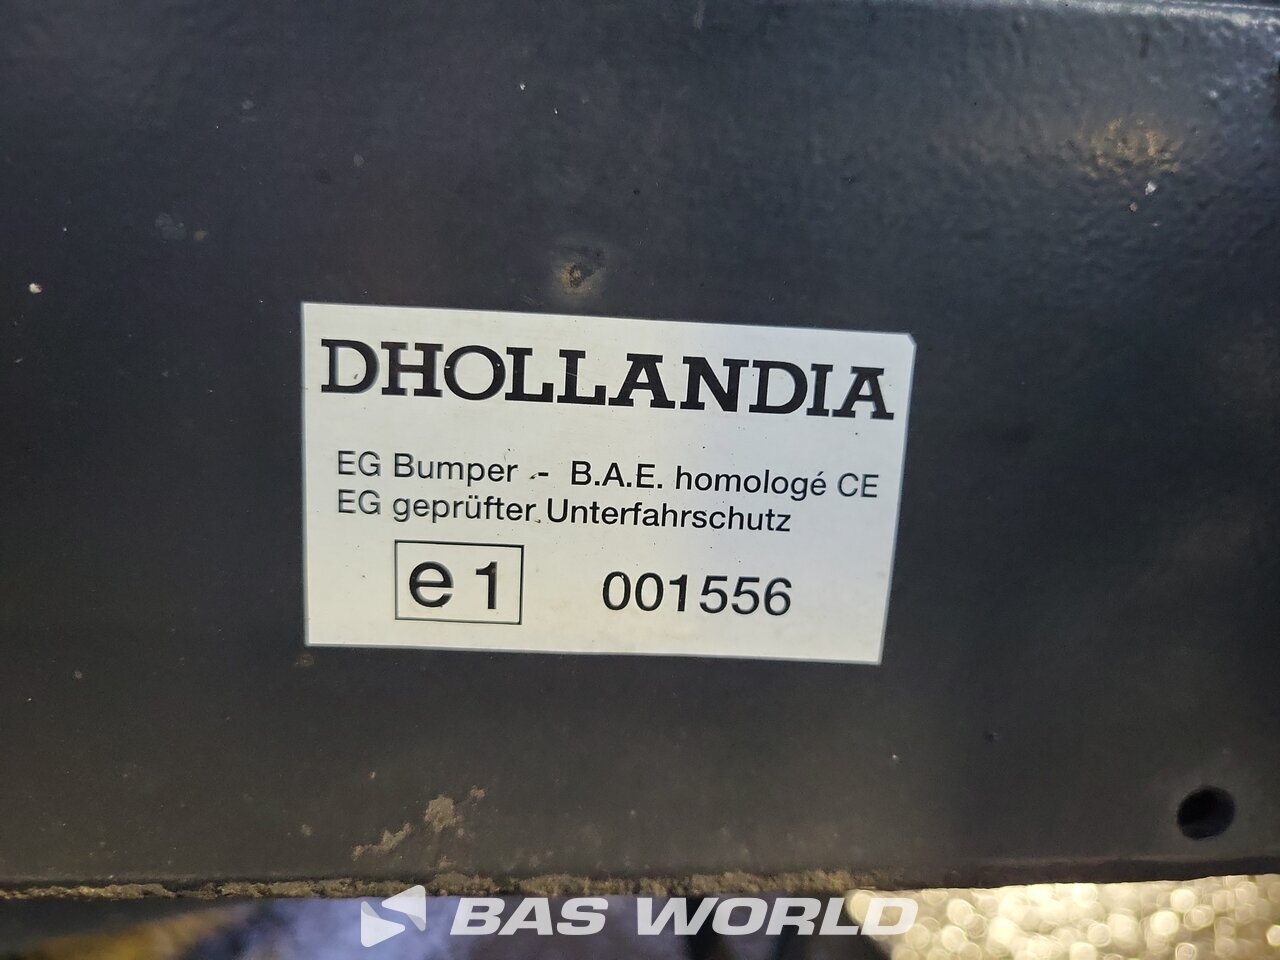 DHOLLANDIA
EG Bumper - B.A.E. homologé CE
EG geprüfter Unterfahrschutz
e1 001556
BAS WORLD